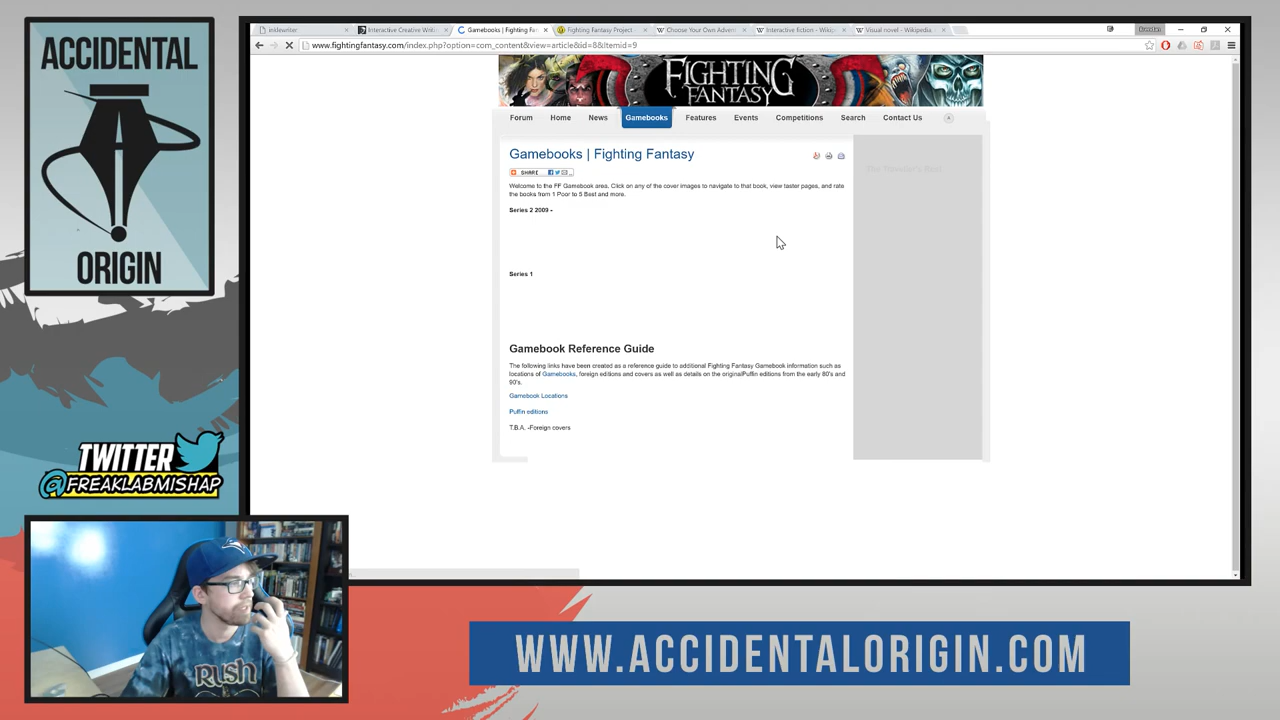 ACCIDENTAL
ORIGIN
TWITTER
@FREAKLABMISHAP
RUSH
inklewriter
Interactive Creative Writi
Gamebooks | Fighting Fan
Fighting Fantasy Project
Choose Your Own Advent
Interactive fiction - Wikip
Visual novel - Wikipedia
www.fightingfantasy.com/index.php?option=com_content&view=article&id=8&Itemid=9
FIGHTING
FANTASY
Forum Home News Gamebooks Features Events Competitions Search Contact Us
Gamebooks | Fighting Fantasy
SHARE
Welcome to the FF Gamebook area. Click on any of the cover images to navigate to that book, view taster pages, and rate
the books from 1 Poor to 5 Best and more.
Series 2 2009 -
Series 1
Gamebook Reference Guide
The following links have been created as a reference guide to additional Fighting Fantasy Gamebook information such as
locations of Gamebooks, foreign editions and covers as well as details on the originalPuffin editions from the early 80's and
90's.
Gamebook Locations
Puffin editions
T.B.A. -Foreign covers
WWW.ACCIDENTALORIGIN.COM